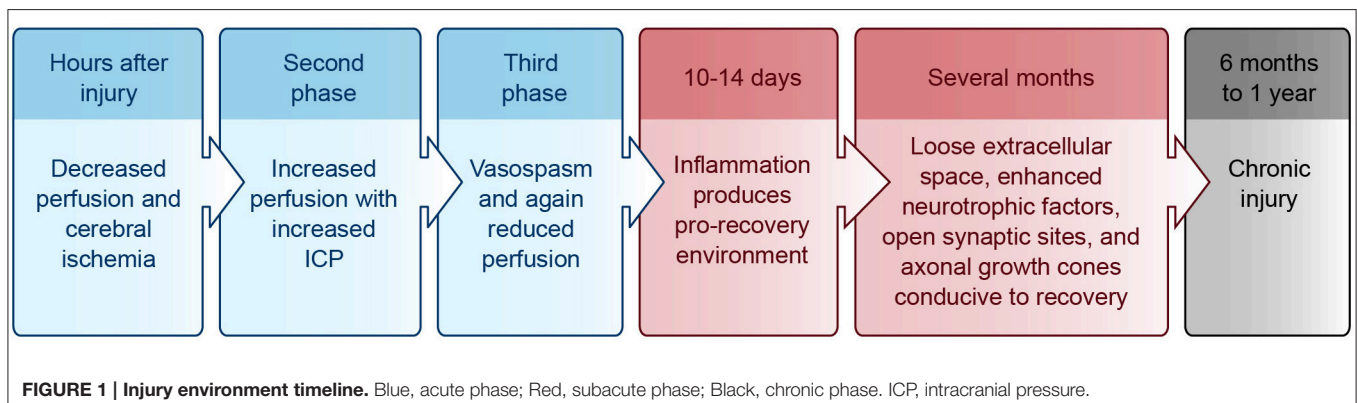 Hours after
injury
Decreased
perfusion and
cerebral
ischemia
Second
phase
Increased
perfusion with
increased
ICP
Third
phase
Vasospasm
and again
reduced
perfusion
10-14 days
Inflammation
produces
pro-recovery
environment
Several months
Loose extracellular
space, enhanced
neurotrophic factors,
open synaptic sites, and
axonal growth cones
conducive to recovery
6 months
to 1 year
Chronic
injury
FIGURE 1 | Injury environment timeline. Blue, acute phase; Red, subacute phase; Black, chronic phase. ICP, intracranial pressure.